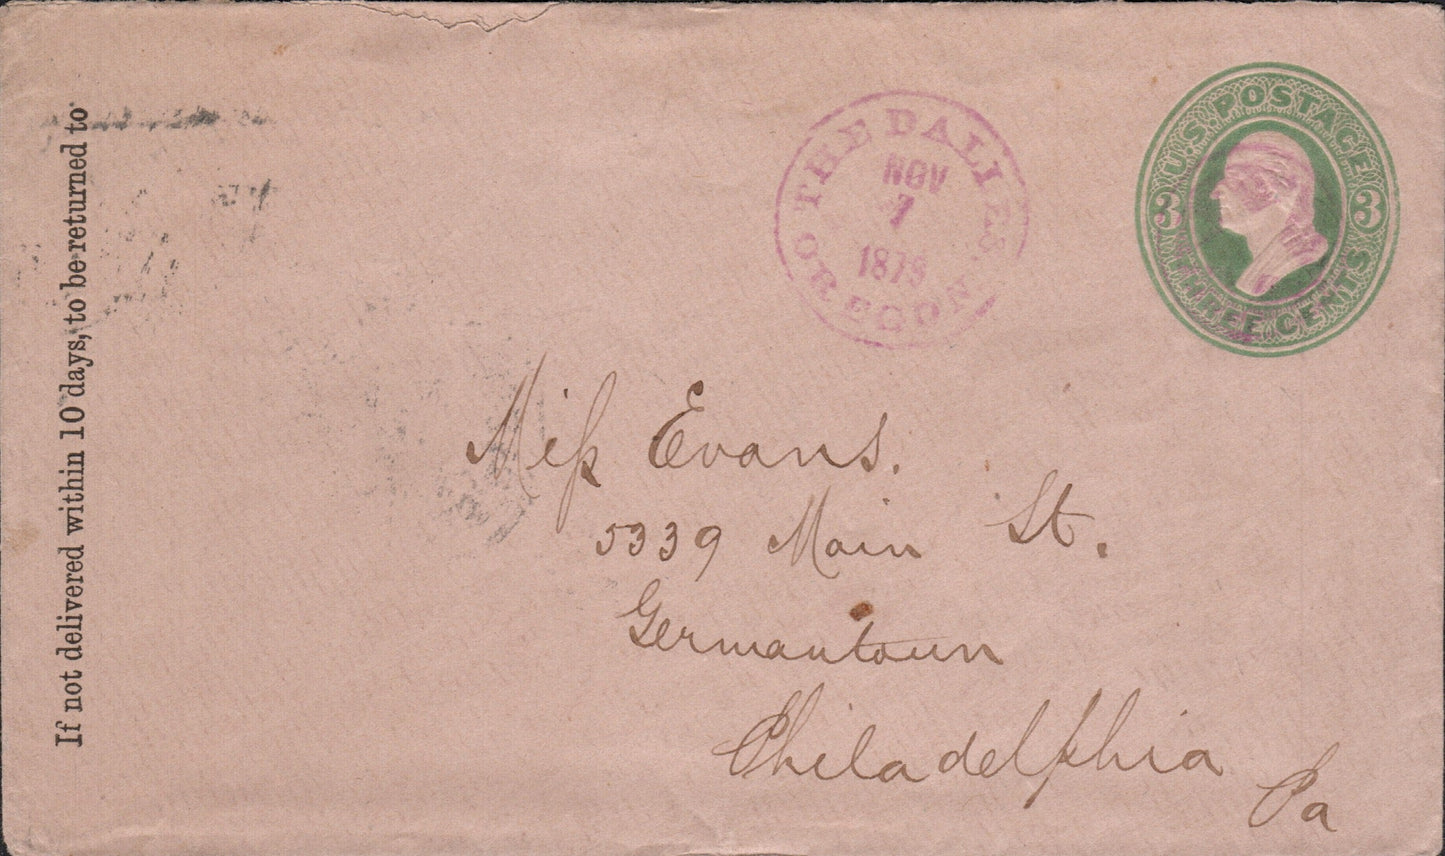 If not delivered within 10 days, to be returned to
THE DALLES
OREGON.
NOV
7
1879
U.S. POSTAGE
3 3
THREE CENTS
Miss Evans.
5339 Main St.
Germantown
Philadelphia
Pa